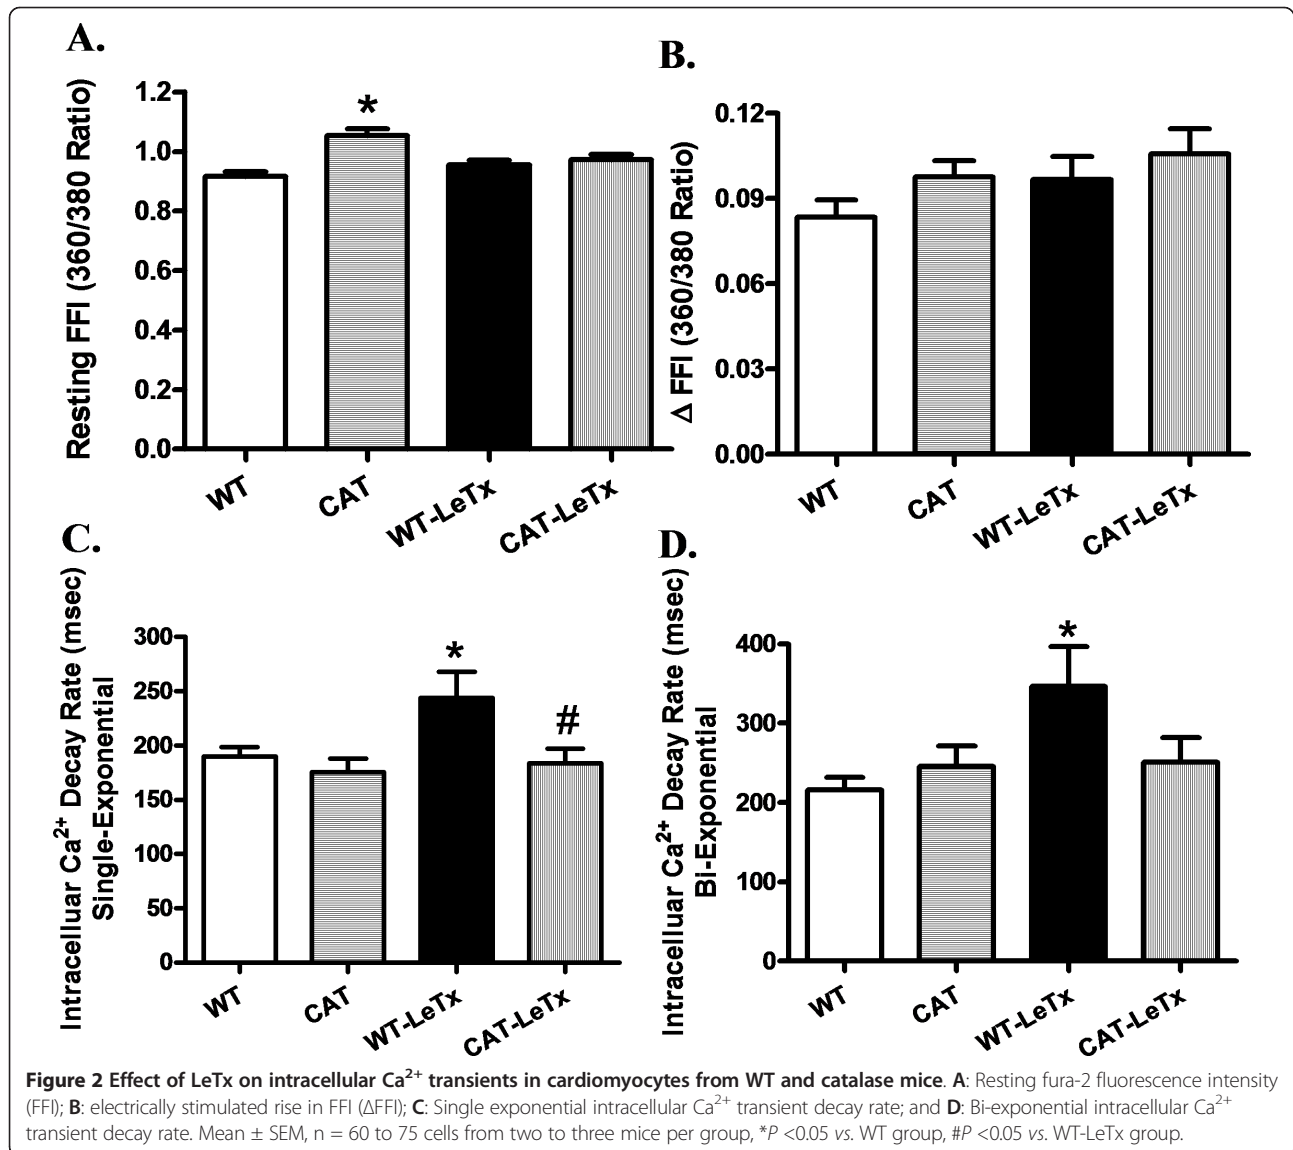 A.
Resting FFI (360/380 Ratio)
1.2
1.0
0.8
0.6
0.4
0.2
0.0
*
WT
CAT
WT-LeTx
CAT-LeTx
B.
Δ FFI (360/380 Ratio)
0.12
0.09
0.06
0.03
0.00
WT
CAT
WT-LeTx
CAT-LeTx
C.
Intracelluar Ca²⁺ Decay Rate (msec)
Single-Exponential
300
250
200
150
100
50
0
*
#
WT
CAT
WT-LeTx
CAT-LeTx
D.
Intracelluar Ca²⁺ Decay Rate (msec)
Bi-Exponential
400
300
200
100
0
*
WT
CAT
WT-LeTx
CAT-LeTx
Figure 2 Effect of LeTx on intracellular Ca²⁺ transients in cardiomyocytes from WT and catalase mice. A: Resting fura-2 fluorescence intensity
(FFI); B: electrically stimulated rise in FFI (ΔFFI); C: Single exponential intracellular Ca²⁺ transient decay rate; and D: Bi-exponential intracellular Ca²⁺
transient decay rate. Mean ± SEM, n = 60 to 75 cells from two to three mice per group, *P <0.05 vs. WT group, #P <0.05 vs. WT-LeTx group.